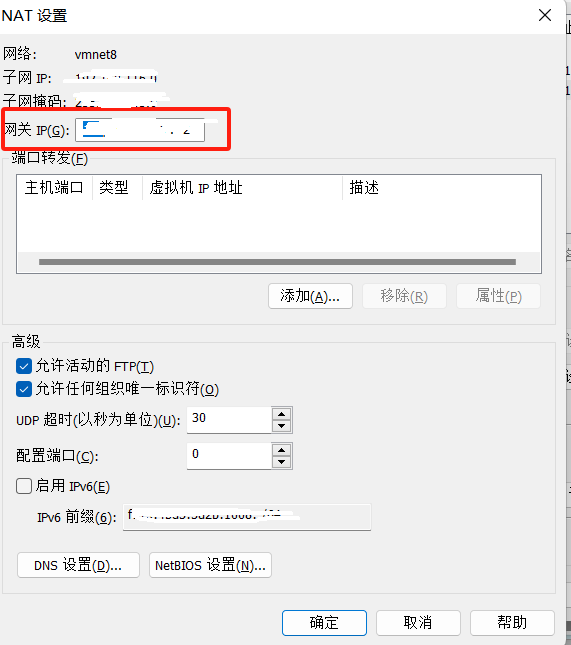 NAT 设置
网络: vmnet8
子网 IP:
子网掩码:
网关 IP(G): . 2
端口转发(F)
主机端口 类型 虚拟机 IP 地址 描述
添加(A)... 移除(R) 属性(P)
高级
允许活动的 FTP(T)
允许任何组织唯一标识符(O)
UDP 超时(以秒为单位)(U): 30
配置端口(C): 0
启用 IPv6(E)
IPv6 前缀(6):
DNS 设置(D)... NetBIOS 设置(N)...
确定 取消 帮助